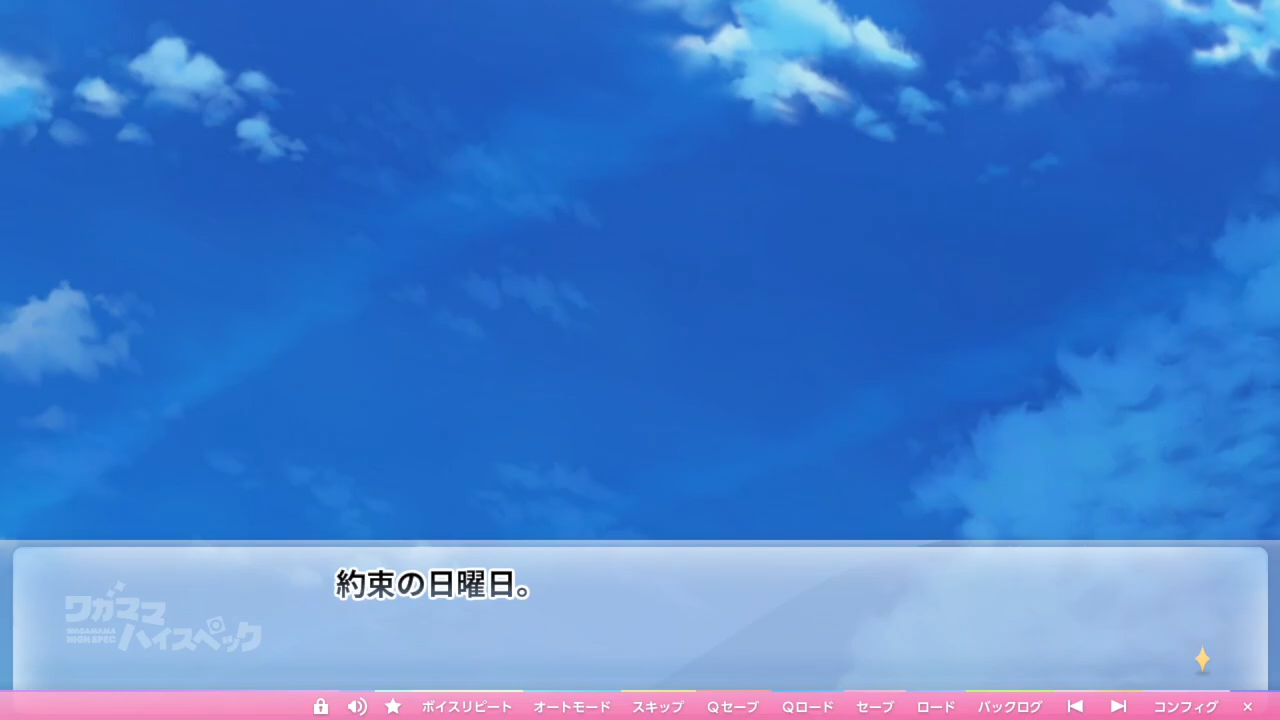 約束の日曜日。
ワガママ
ハイスペック
WAGAMAMA
HIGH SPEC
ボイスリピート オートモード スキップ Qセーブ Qロード セーブ ロード バックログ コンフィグ ×